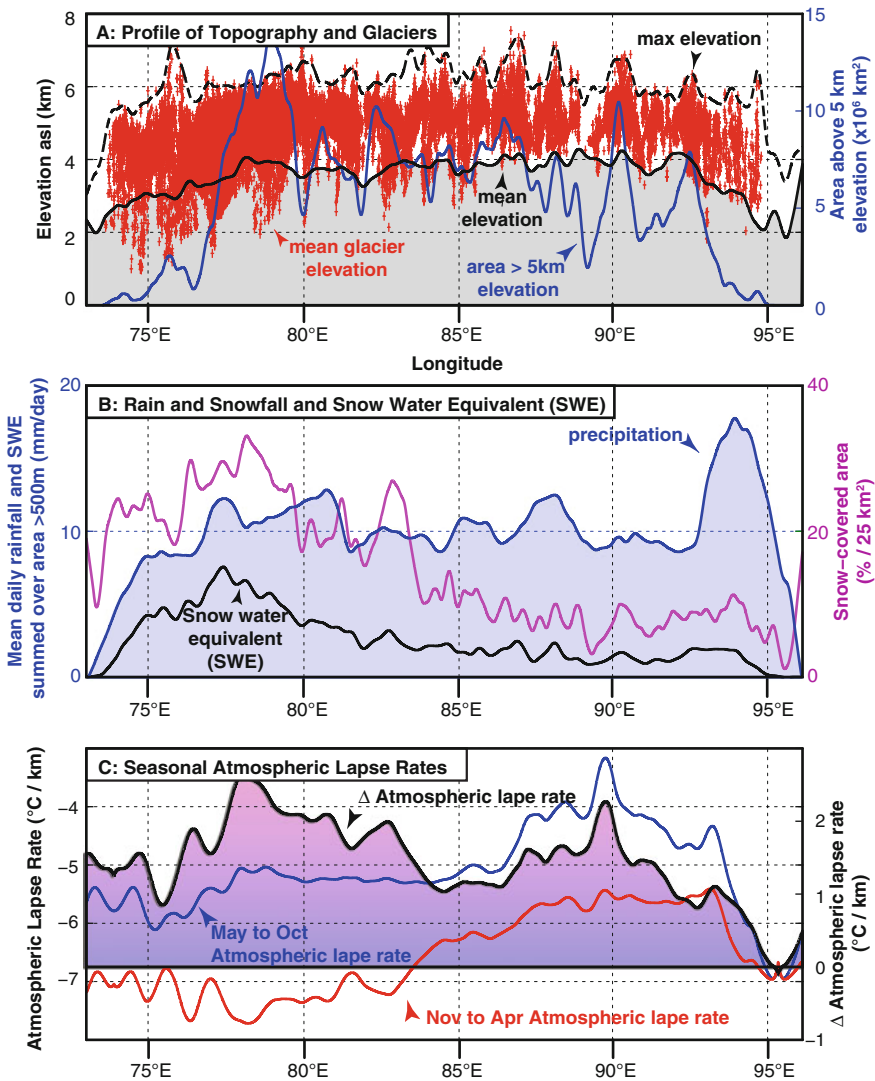 A: Profile of Topography and Glaciers
max elevation
mean elevation
mean glacier elevation
area > 5km elevation
Elevation asl (km)
8
6
4
2
0
Area above 5 km elevation (x10⁶ km²)
15
10
5
0
75°E 80°E 85°E 90°E 95°E
Longitude
B: Rain and Snowfall and Snow Water Equivalent (SWE)
precipitation
Snow water equivalent (SWE)
Mean daily rainfall and SWE
summed over area >500m (mm/day)
20
10
0
Snow–covered area
(% / 25 km²)
40
20
0
75°E 80°E 85°E 90°E 95°E
C: Seasonal Atmospheric Lapse Rates
Δ Atmospheric lape rate
May to Oct
Atmospheric lape rate
Nov to Apr Atmospheric lape rate
Atmospheric Lapse Rate (°C / km)
–4
–5
–6
–7
Δ Atmospheric lapse rate
(°C / km)
2
1
0
–1
75°E 80°E 85°E 90°E 95°E